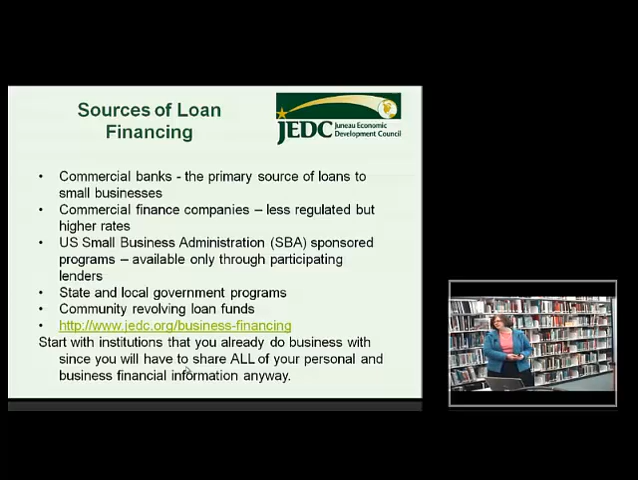 Sources of Loan
Financing
JEDC Juneau Economic
Development Council
• Commercial banks - the primary source of loans to
small businesses
• Commercial finance companies – less regulated but
higher rates
• US Small Business Administration (SBA) sponsored
programs – available only through participating
lenders
• State and local government programs
• Community revolving loan funds
• http://www.jedc.org/business-financing
Start with institutions that you already do business with
since you will have to share ALL of your personal and
business financial information anyway.